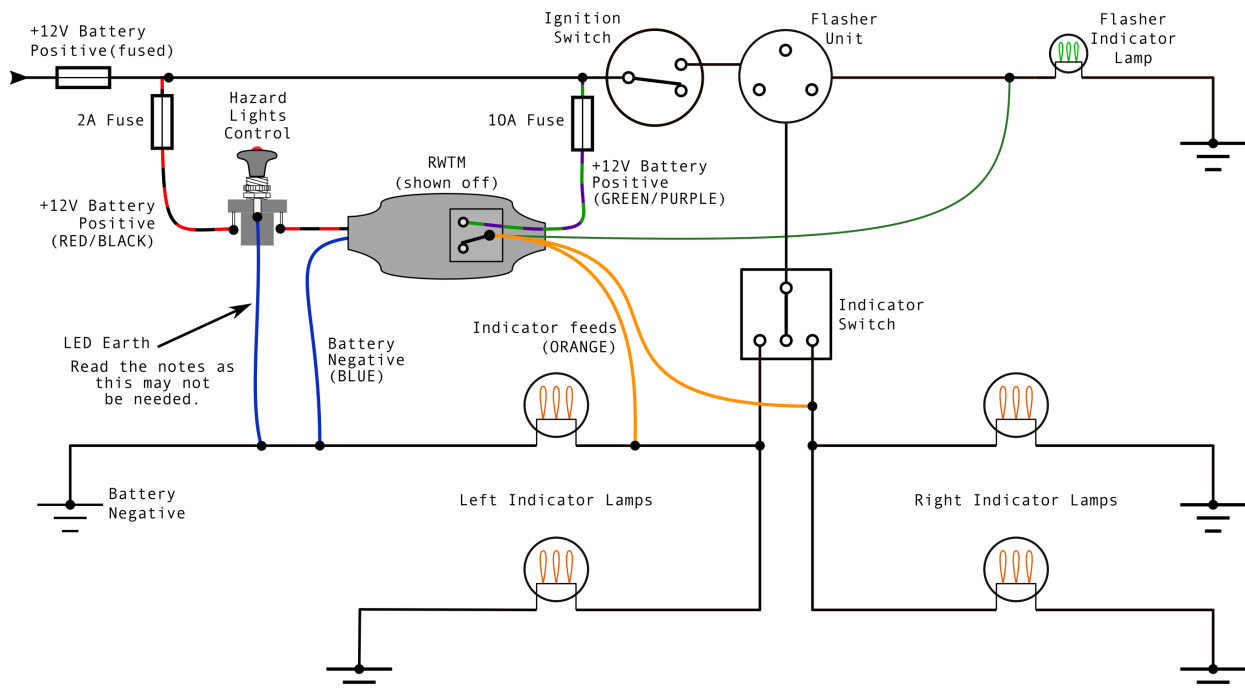 +12V Battery
Positive(fused)
Ignition
Switch
Flasher
Unit
Flasher
Indicator
Lamp
2A Fuse
Hazard
Lights
Control
10A Fuse
RWTM
(shown off)
+12V Battery
Positive
(GREEN/PURPLE)
+12V Battery
Positive
(RED/BLACK)
LED Earth
Read the notes as
this may not
be needed.
Battery
Negative
(BLUE)
Indicator feeds
(ORANGE)
Indicator
Switch
Battery
Negative
Left Indicator Lamps
Right Indicator Lamps